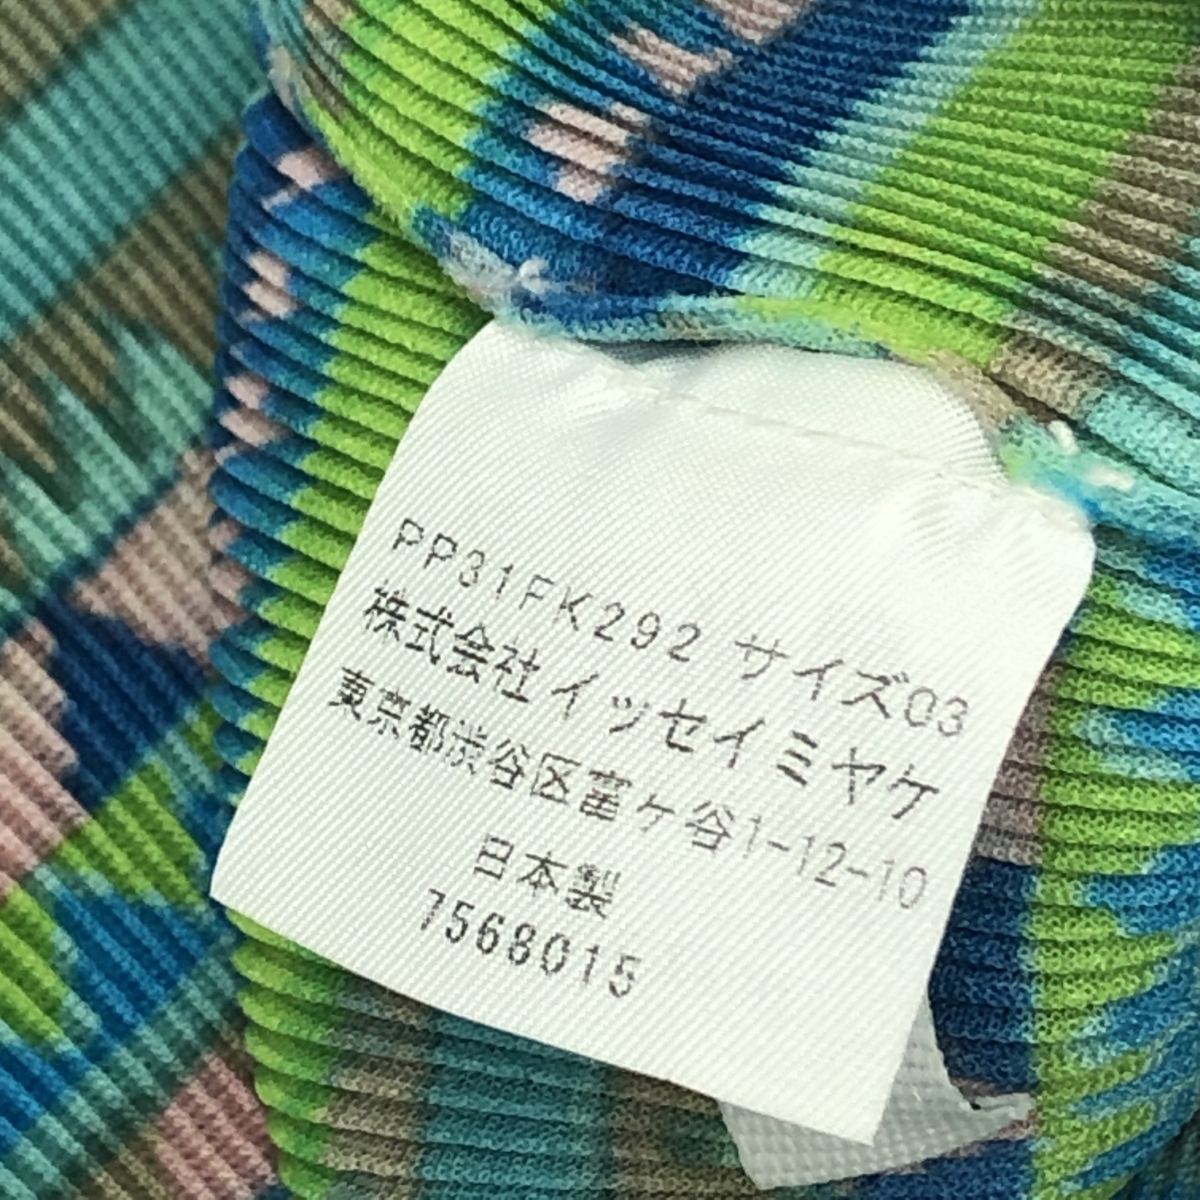 PP31FK292 サイズ03
株式会社イッセイミヤケ
東京都渋谷区富ヶ谷1-12-10
日本製
7568015